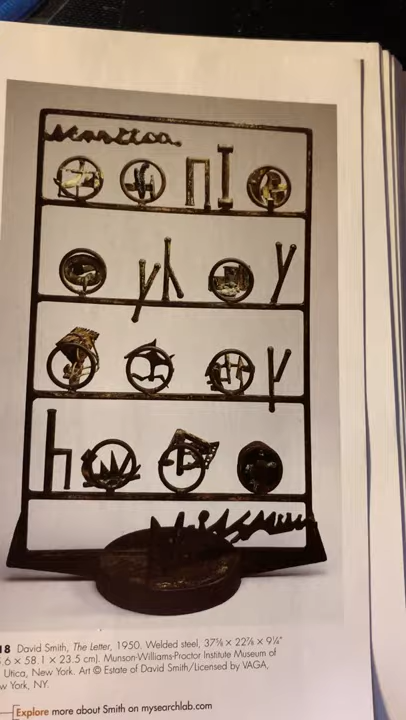 18 David Smith, The Letter, 1950. Welded steel, 37⅝ × 22⅞ × 9¼"
.6 × 58.1 × 23.5 cm). Munson-Williams-Proctor Institute Museum of
Utica, New York. Art © Estate of David Smith/Licensed by VAGA,
w York, NY.
Explore more about Smith on mysearchlab.com